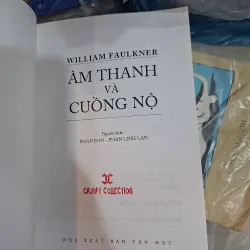 WILLIAM FAULKNER
ÂM THANH
VÀ
CUỒNG NỘ
Người dịch:
PHAN ĐAN - PHAN LINH LAN
CRAFT COLLECTION
NHÀ XUẤT BẢN VĂN HỌC